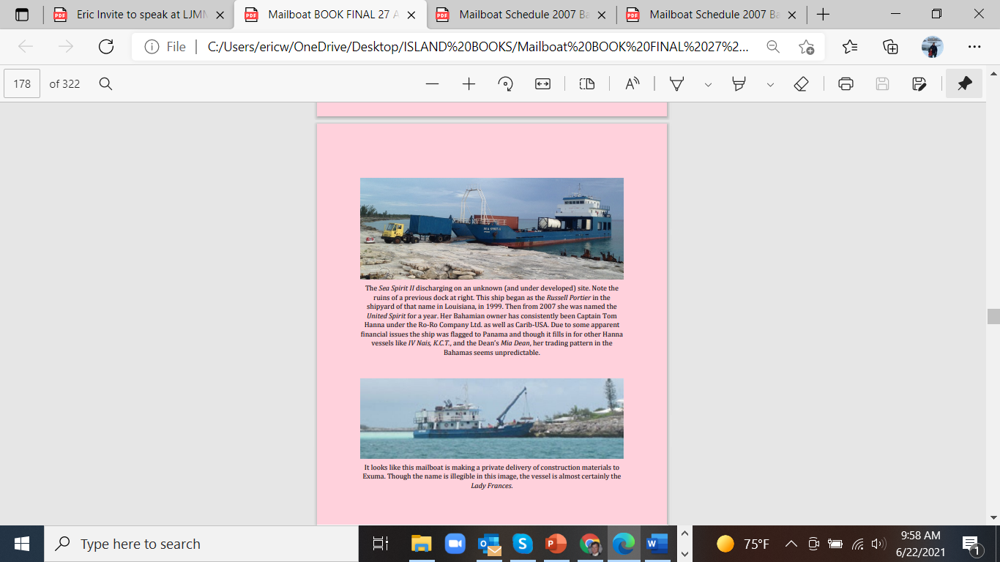 Eric Invite to speak at LJMM
Mailboat BOOK FINAL 27 A
Mailboat Schedule 2007 Ba
Mailboat Schedule 2007 Ba
File
C:/Users/ericw/OneDrive/Desktop/ISLAND%20BOOKS/Mailboat%20BOOK%20FINAL%2027%2...
178 of 322
SEA SPIRIT II
The Sea Spirit II discharging on an unknown (and under developed) site. Note the
ruins of a previous dock at right. This ship began as the Russell Portier in the
shipyard of that name in Louisiana, in 1999. Then from 2007 she was named the
United Spirit for a year. Her Bahamian owner has consistently been Captain Tom
Hanna under the Ro-Ro Company Ltd. as well as Carib-USA. Due to some apparent
financial issues the ship was flagged to Panama and though it fills in for other Hanna
vessels like IV Nais, K.C.T., and the Dean's Mia Dean, her trading pattern in the
Bahamas seems unpredictable.
It looks like this mailboat is making a private delivery of construction materials to
Exuma. Though the name is illegible in this image, the vessel is almost certainly the
Lady Frances.
Type here to search
75°F
9:58 AM
6/22/2021
1